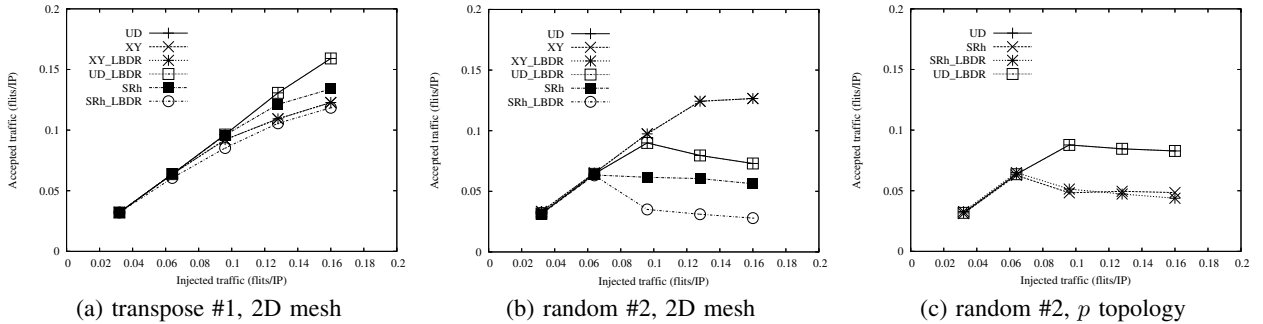 0.2
0.15
0.1
0.05
0
0 0.02 0.04 0.06 0.08 0.1 0.12 0.14 0.16 0.18 0.2
Accepted traffic (flits/IP)
Injected traffic (flits/IP)
UD
XY
XY_LBDR
UD_LBDR
SRh
SRh_LBDR
(a) transpose #1, 2D mesh
0.2
0.15
0.1
0.05
0
0 0.02 0.04 0.06 0.08 0.1 0.12 0.14 0.16 0.18 0.2
Accepted traffic (flits/IP)
Injected traffic (flits/IP)
UD
XY
XY_LBDR
UD_LBDR
SRh
SRh_LBDR
(b) random #2, 2D mesh
0.2
0.15
0.1
0.05
0
0 0.02 0.04 0.06 0.08 0.1 0.12 0.14 0.16 0.18 0.2
Accepted traffic (flits/IP)
Injected traffic (flits/IP)
UD
SRh
SRh_LBDR
UD_LBDR
(c) random #2, p topology